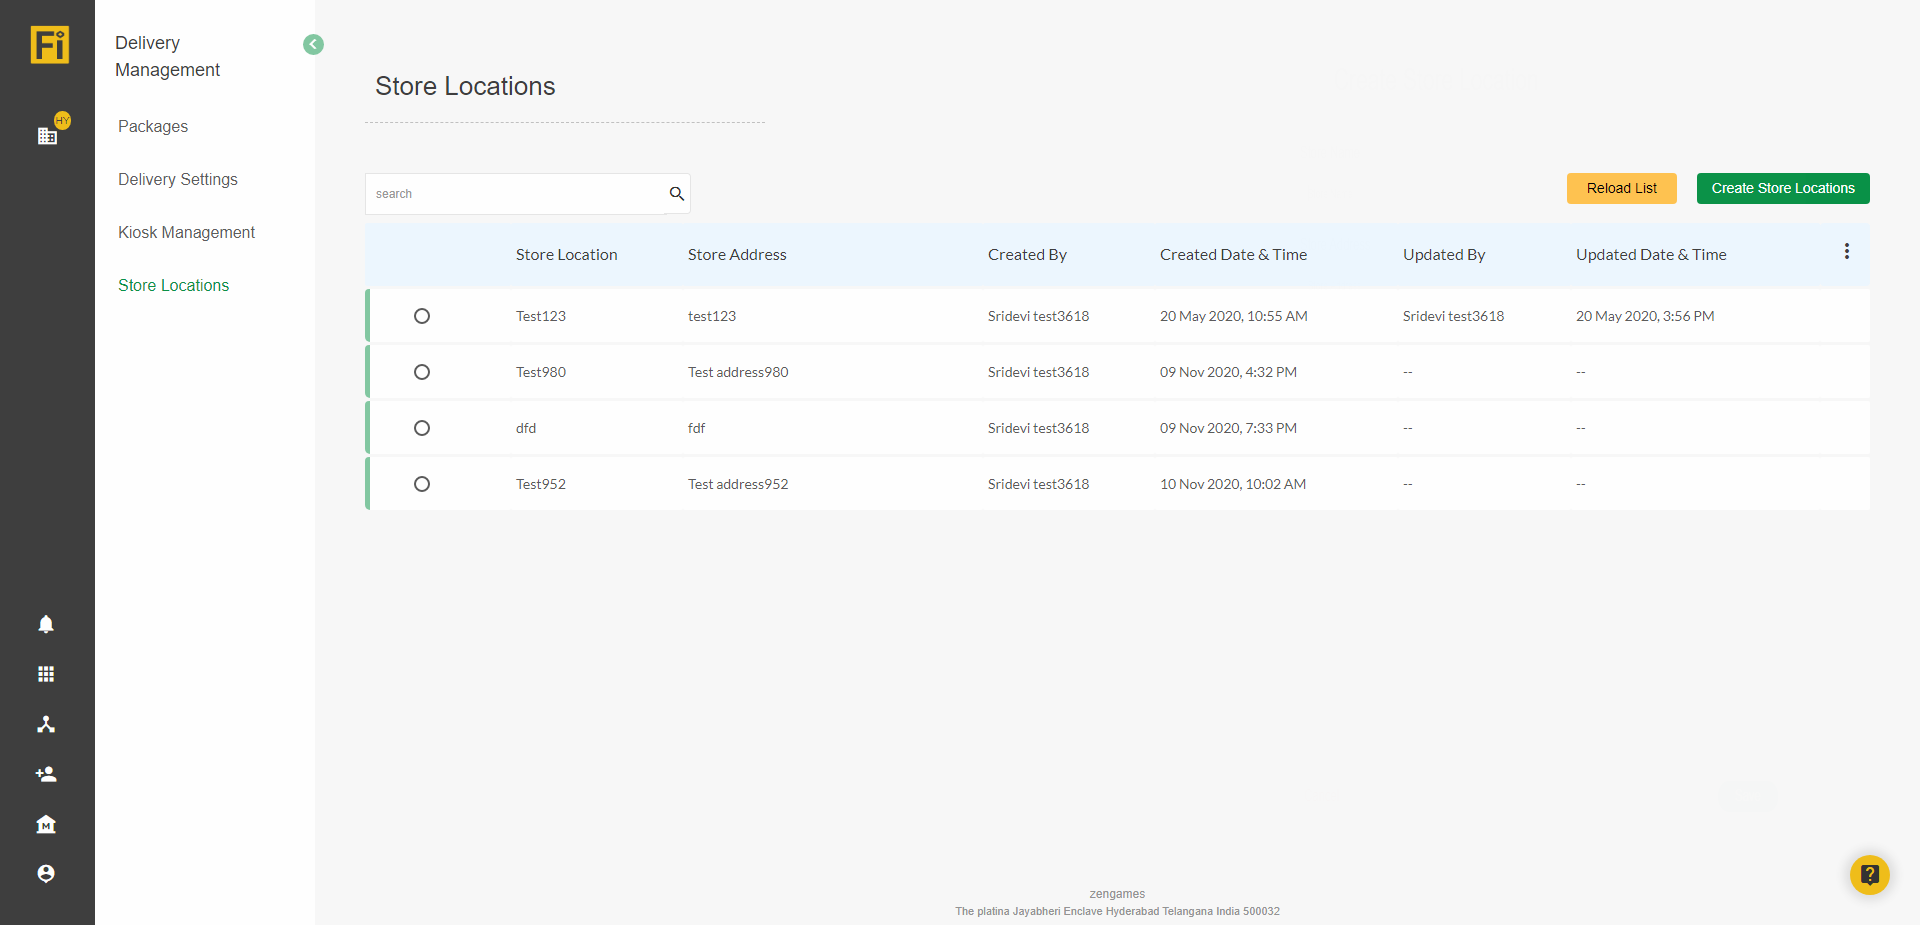 Fi
HY
Delivery
Management
Packages
Delivery Settings
Kiosk Management
Store Locations
Store Locations
search
Reload List
Create Store Locations
Store Location Store Address Created By Created Date & Time Updated By Updated Date & Time
Test123 test123 Sridevi test3618 20 May 2020, 10:55 AM Sridevi test3618 20 May 2020, 3:56 PM
Test980 Test address980 Sridevi test3618 09 Nov 2020, 4:32 PM -- --
dfd fdf Sridevi test3618 09 Nov 2020, 7:33 PM -- --
Test952 Test address952 Sridevi test3618 10 Nov 2020, 10:02 AM -- --
M
?
zengames
The platina Jayabheri Enclave Hyderabad Telangana India 500032